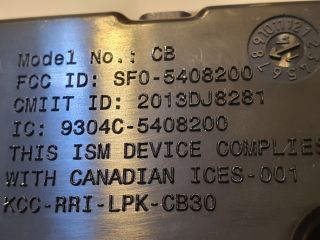 Model No.: CB
FCC ID: SF0-5408200
CMIIT ID: 2013DJ8281
IC: 9304C-5408200
THIS ISM DEVICE COMPLIES
WITH CANADIAN ICES-001
KCC-RRI-LPK-CB30